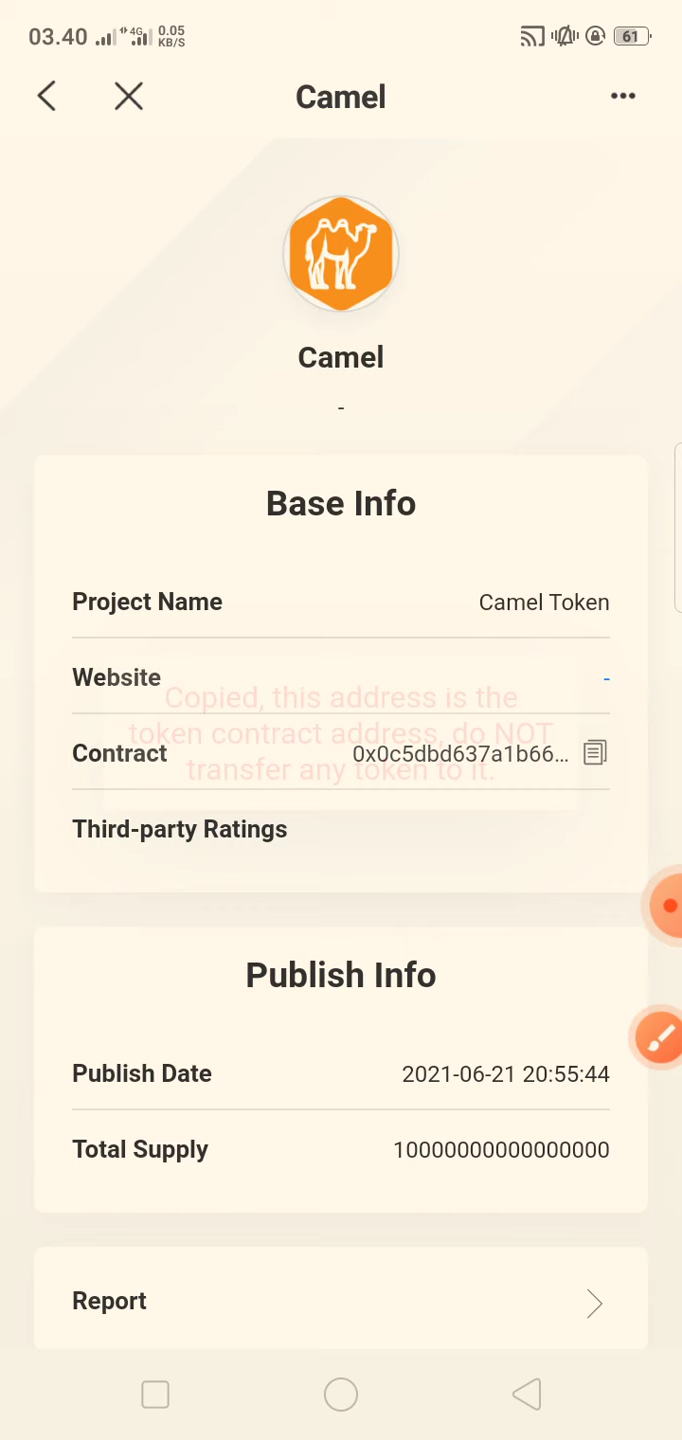 03.40 4G 0.05 KB/S 61
Camel
Camel
-
Base Info
Project Name Camel Token
Website -
Copied, this address is the
token contract address, do NOT
transfer any token to it.
Contract 0x0c5dbd637a1b66...
Third-party Ratings
Publish Info
Publish Date 2021-06-21 20:55:44
Total Supply 10000000000000000
Report